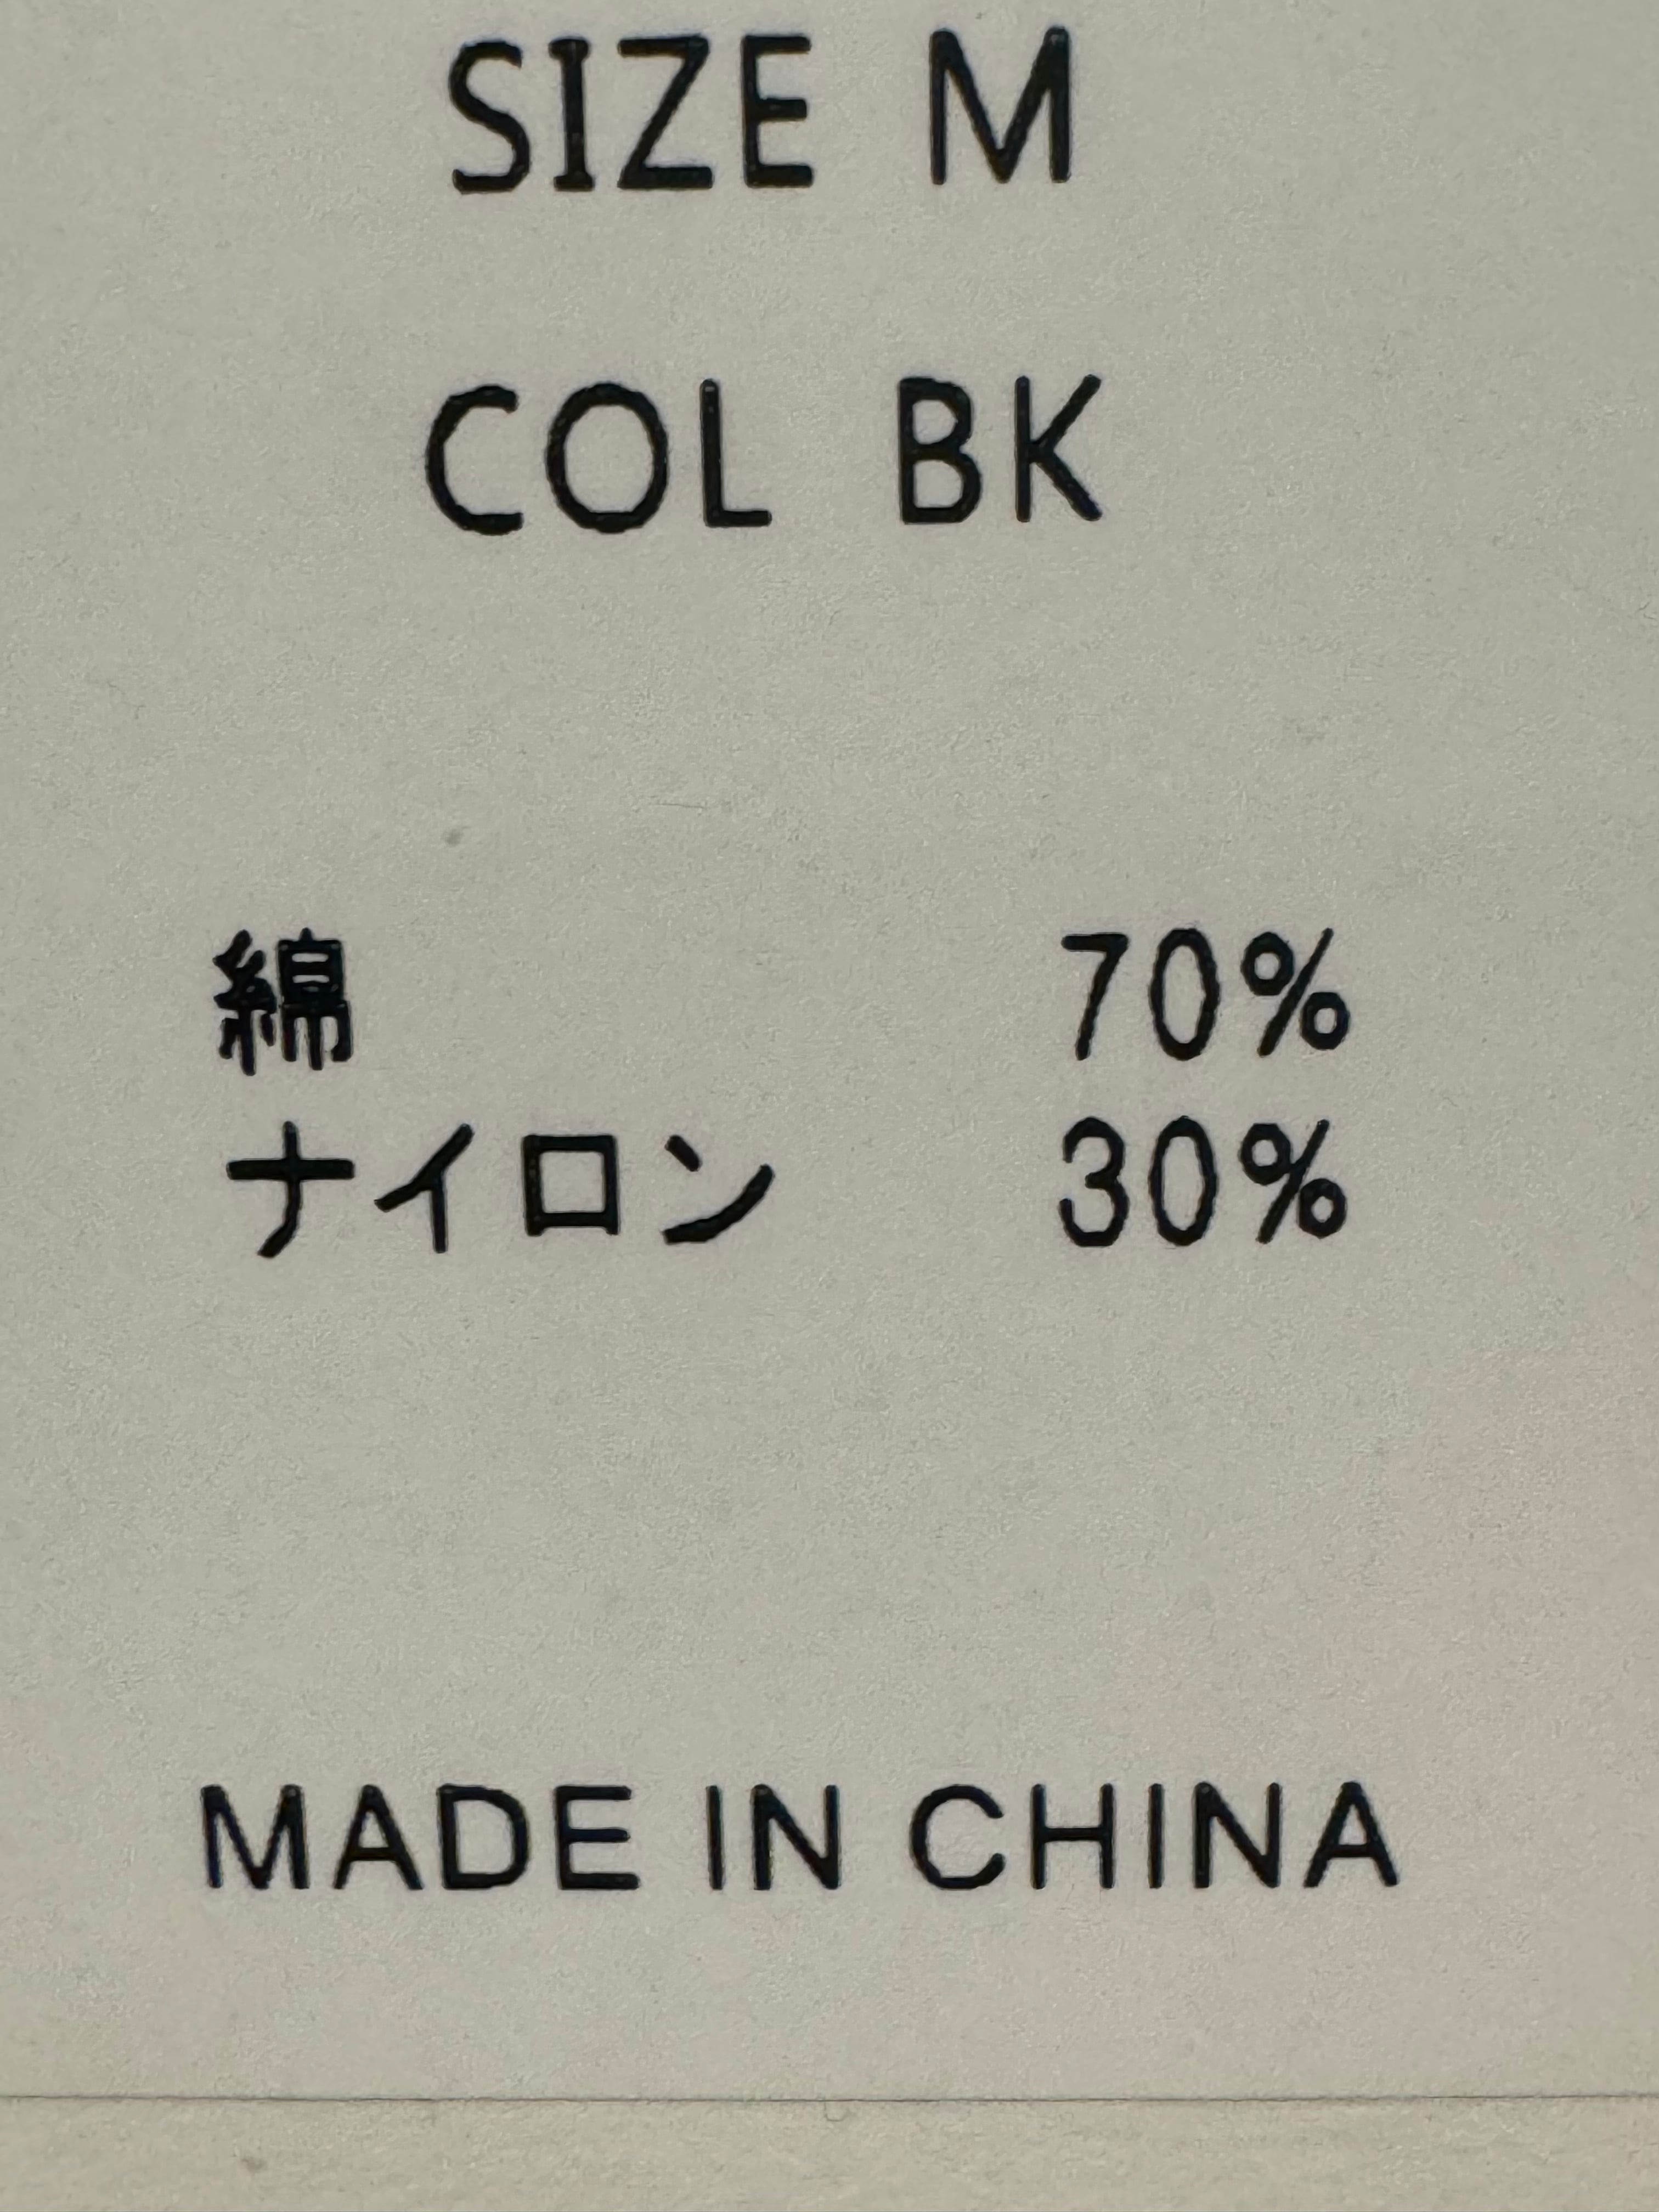 SIZE M
COL BK
綿 70%
ナイロン 30%
MADE IN CHINA